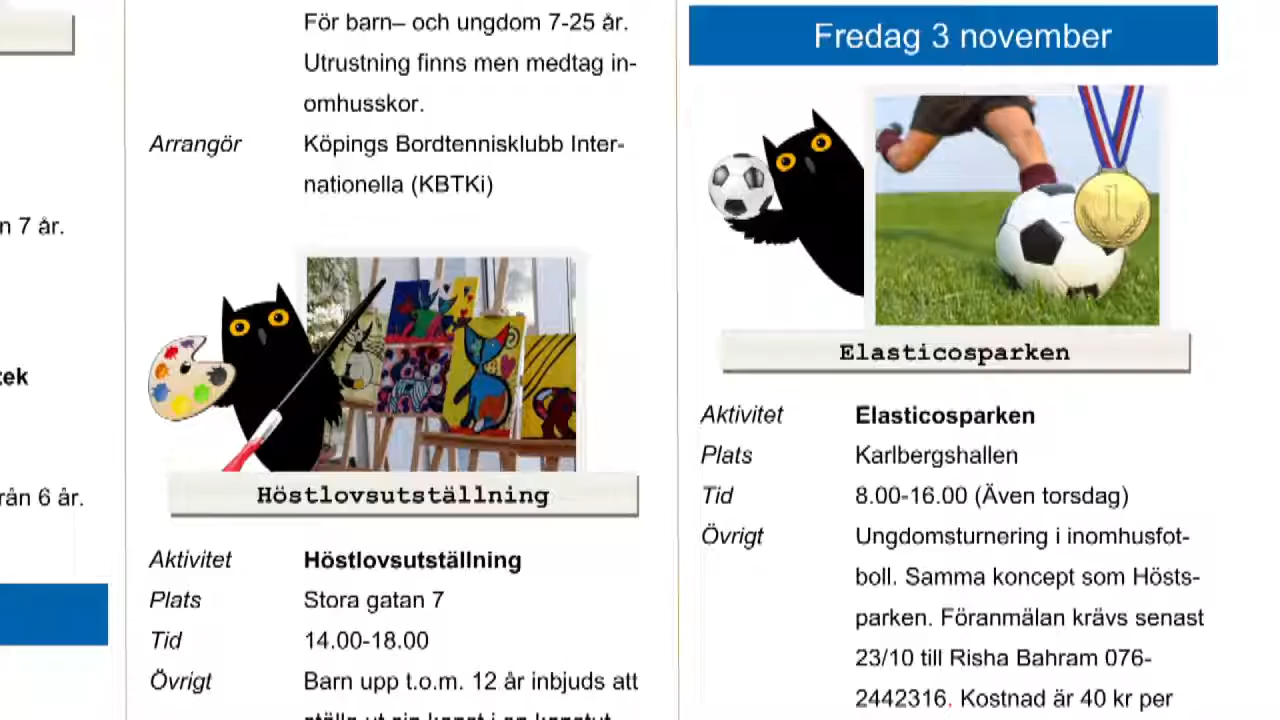 n 7 år.
ek
rån 6 år.
För barn– och ungdom 7-25 år.
Utrustning finns men medtag in-
omhusskor.
Arrangör Köpings Bordtennisklubb Inter-
nationella (KBTKi)
Höstlovsutställning
Aktivitet Höstlovsutställning
Plats Stora gatan 7
Tid 14.00-18.00
Övrigt Barn upp t.o.m. 12 år inbjuds att
Fredag 3 november
1
Elasticosparken
Aktivitet Elasticosparken
Plats Karlbergshallen
Tid 8.00-16.00 (Även torsdag)
Övrigt Ungdomsturnering i inomhusfot-
boll. Samma koncept som Hösts-
parken. Föranmälan krävs senast
23/10 till Risha Bahram 076-
2442316. Kostnad är 40 kr per